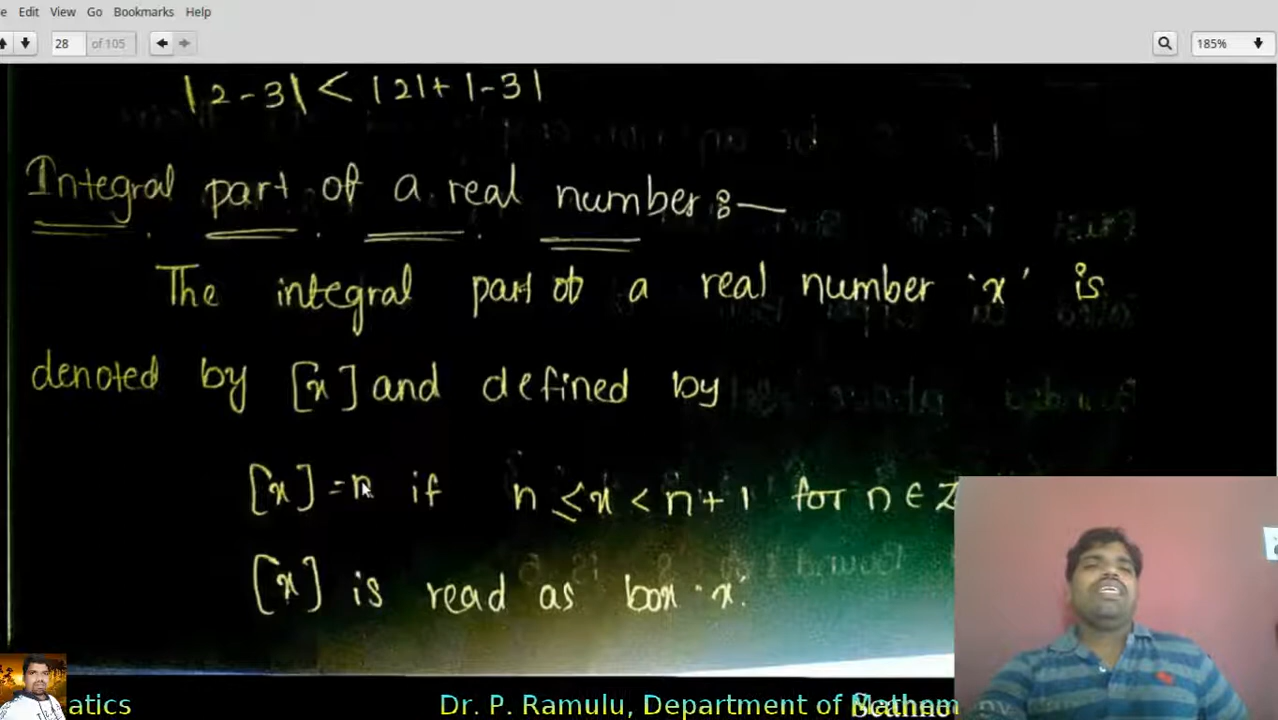 e Edit View Go Bookmarks Help
28 of 105 185%
|2-3| < |2|+|-3|
Integral part of a real number :—
The integral part of a real number 'x' is
denoted by [x] and defined by
[x] = n if n ≤ x < n+1 for n ∈ Z
[x] is read as box 'x'.
atics Dr. P. Ramulu, Department of Mathem